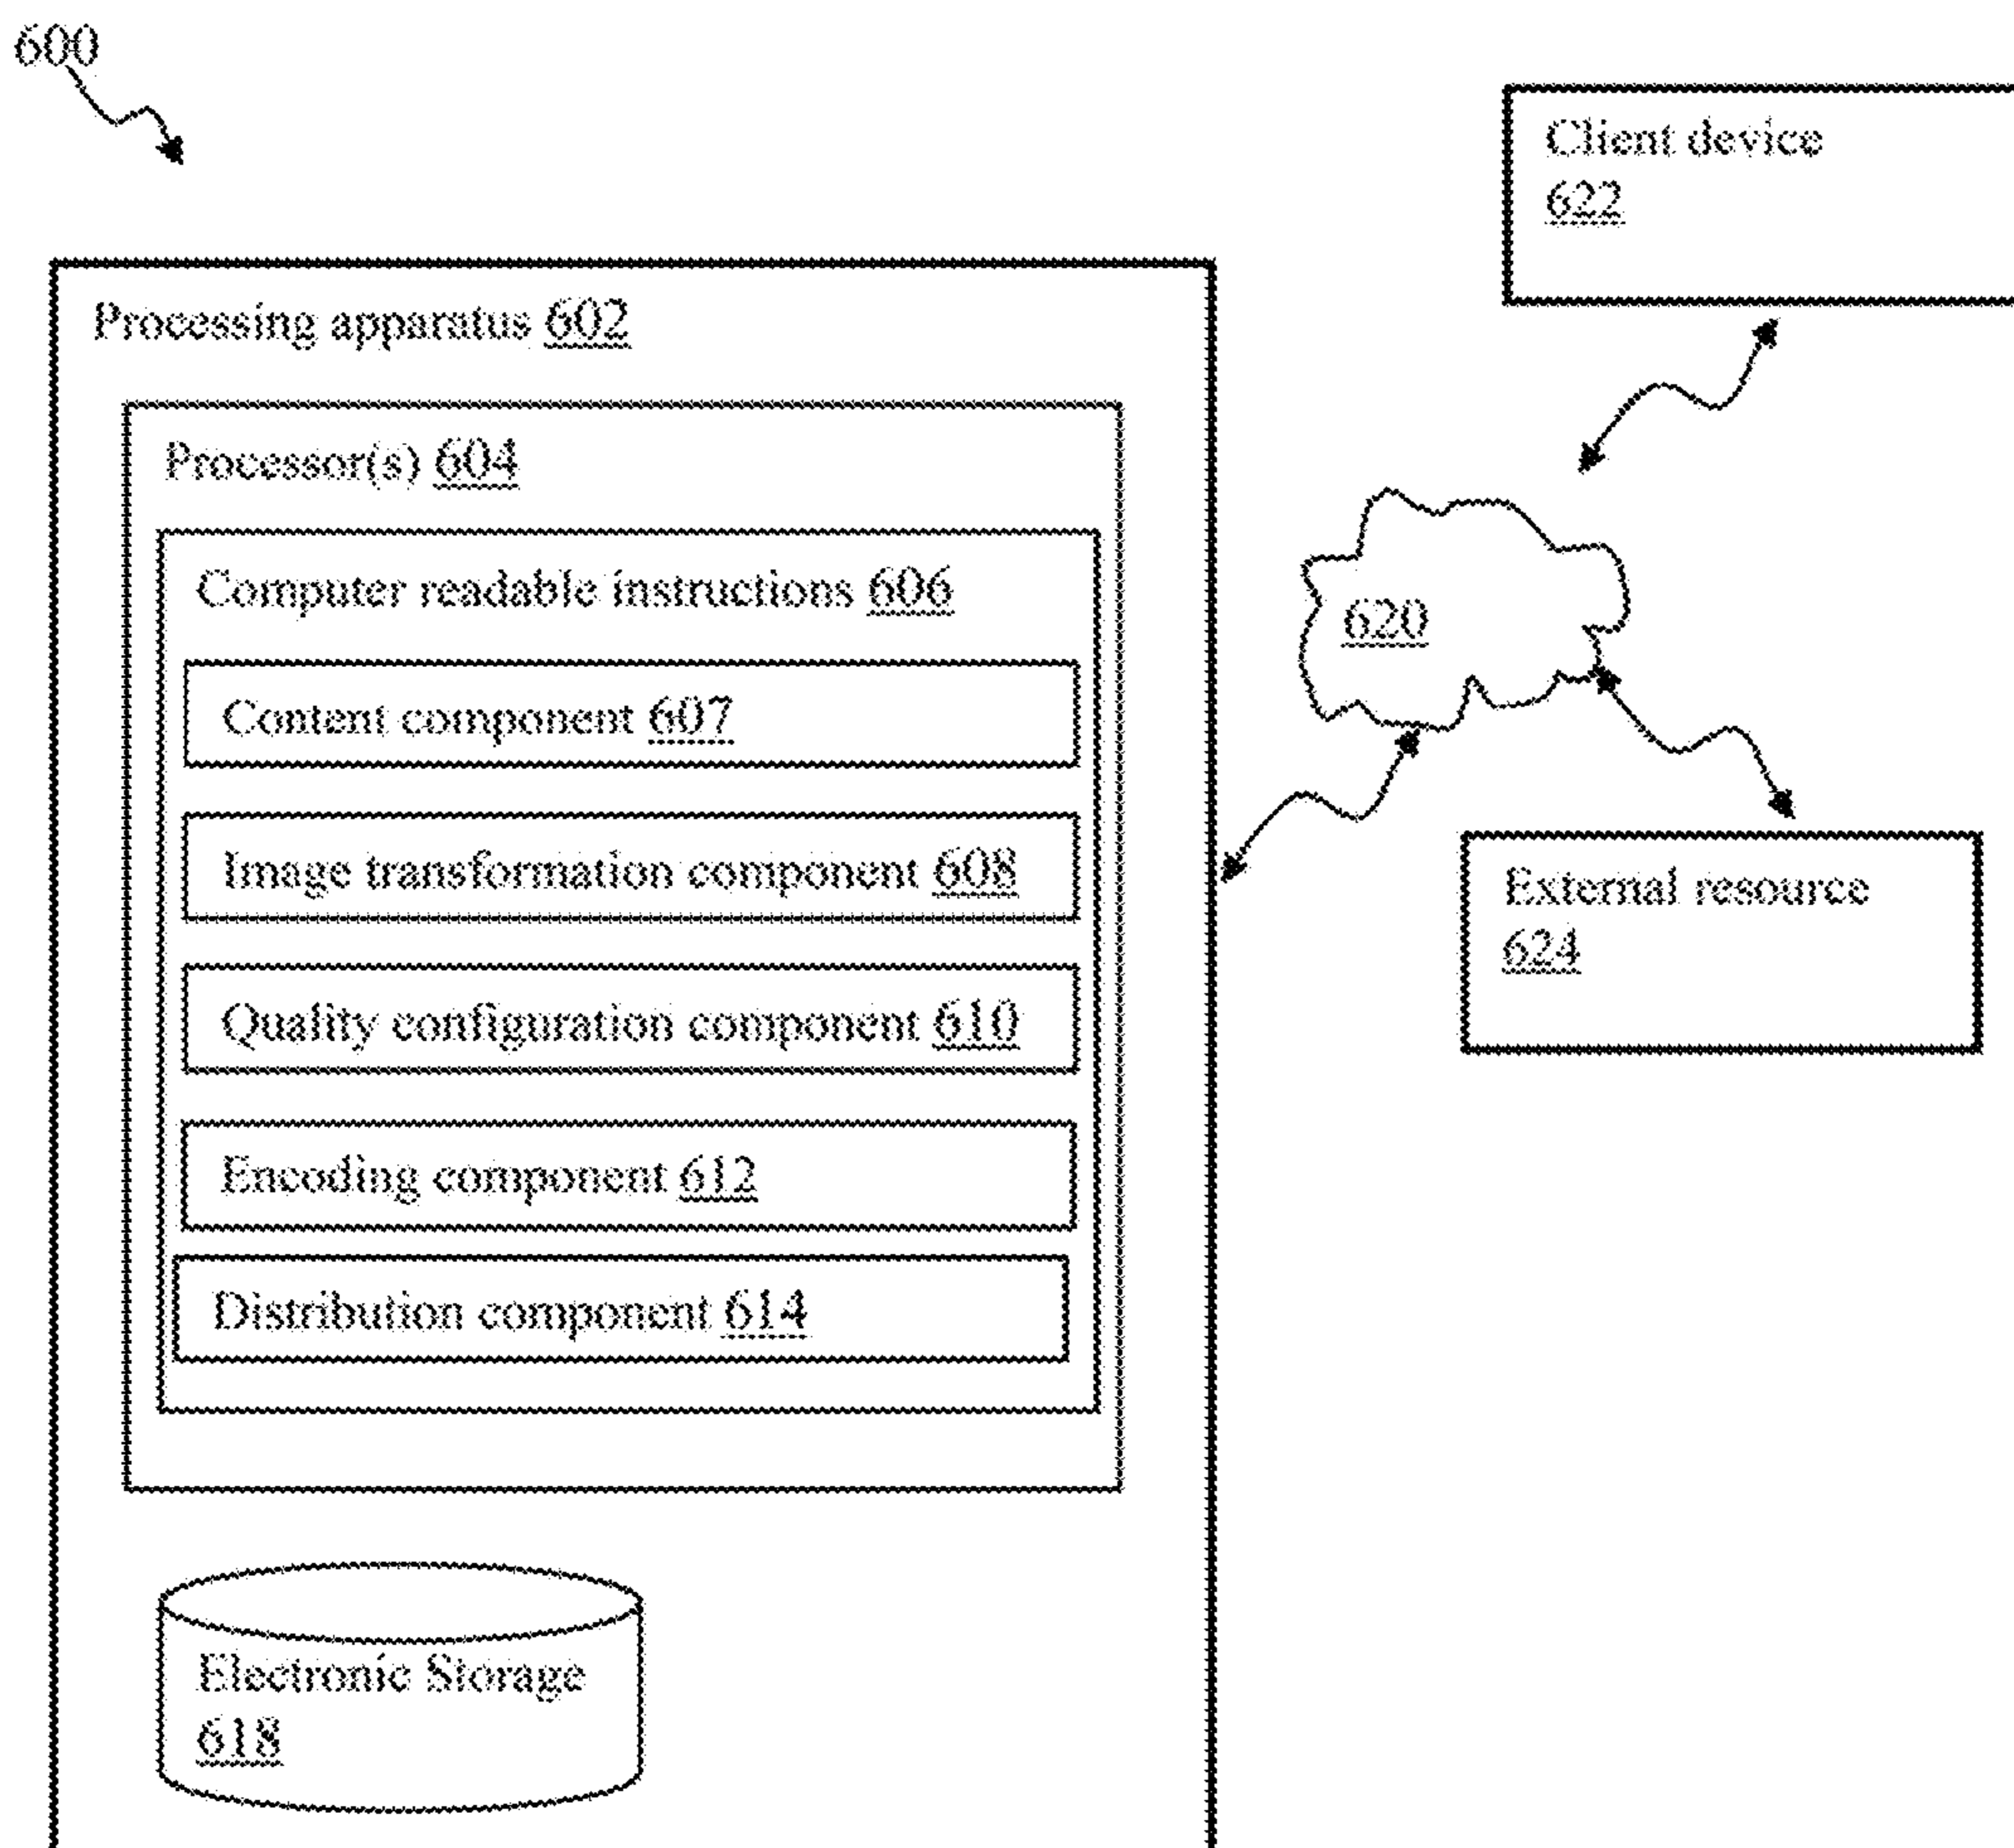 600
Client device
622
Processing apparatus 602
Processor(s) 604
Computer readable instructions 606
Content component 607
Image transformation component 608
Quality configuration component 610
Encoding component 612
Distribution component 614
Electronic Storage
618
620
External resource
624